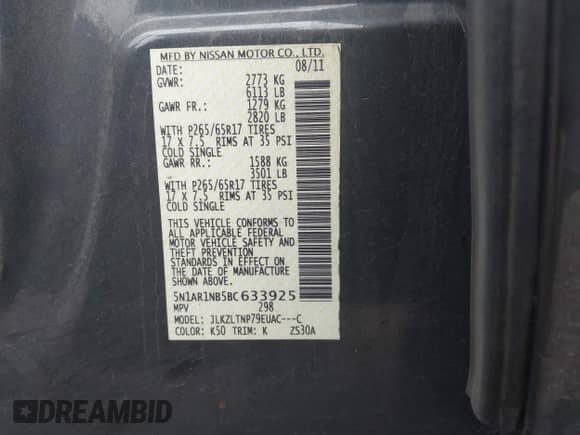 MFD BY NISSAN MOTOR CO., LTD.
DATE: 08/11
GVWR: 2773 KG
6113 LB
GAWR FR.: 1279 KG
2820 LB
WITH P265/65R17 TIRES
17 X 7.5 RIMS AT 35 PSI
COLD SINGLE
GAWR RR.: 1588 KG
3501 LB
WITH P265/65R17 TIRES
17 X 7.5 RIMS AT 35 PSI
COLD SINGLE
THIS VEHICLE CONFORMS TO
ALL APPLICABLE FEDERAL
MOTOR VEHICLE SAFETY AND
THEFT PREVENTION
STANDARDS IN EFFECT ON
DATE OF MANUFACTURE
SHOWN ABOVE.
5N1AR1NB5BC633925
MPV 298
MODEL: JLKZLTNP79EUAC---C
COLOR: K50 TRIM: K ZS30A
DREAMBID